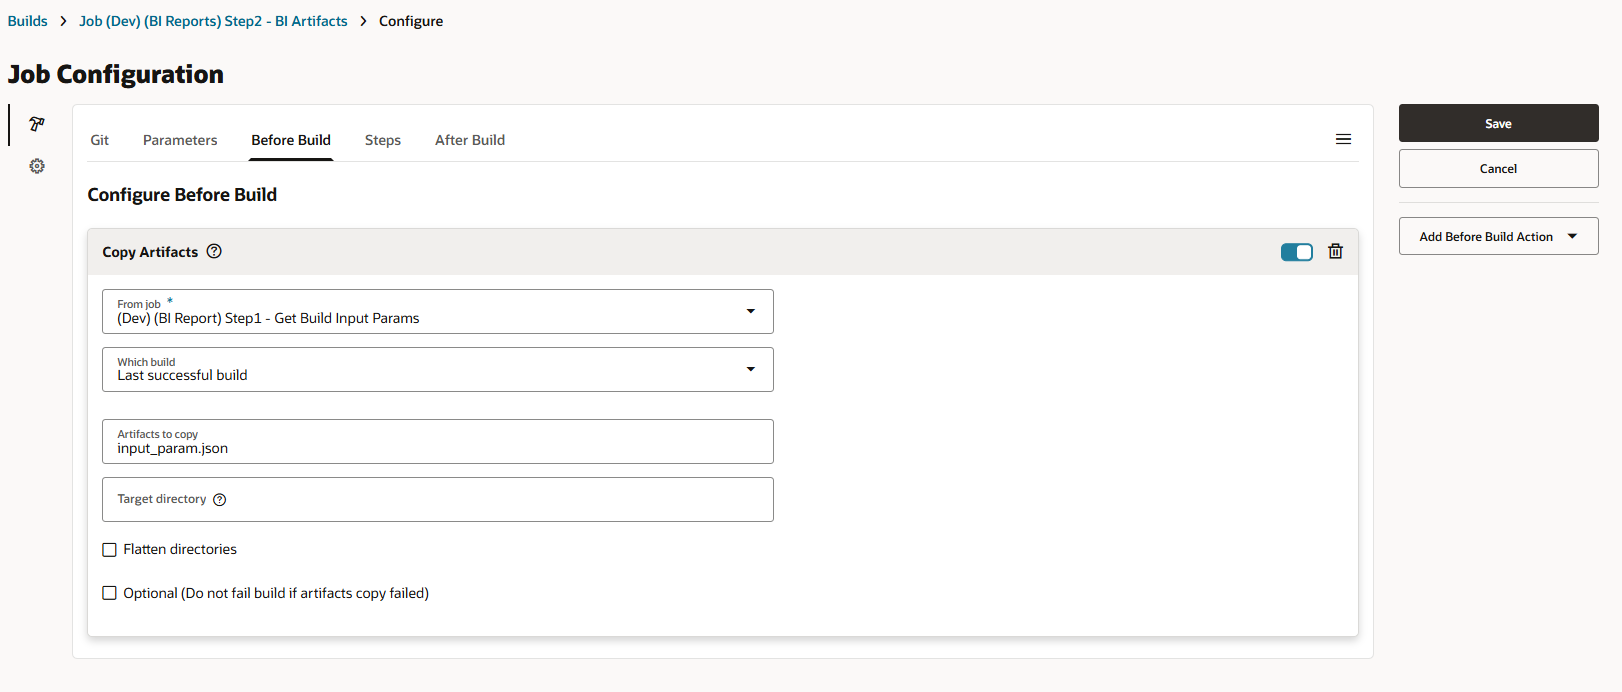 Builds > Job (Dev) (BI Reports) Step2 - BI Artifacts > Configure
Job Configuration
Git Parameters Before Build Steps After Build
Configure Before Build
Copy Artifacts
From job *
(Dev) (BI Report) Step1 - Get Build Input Params
Which build
Last successful build
Artifacts to copy
input_param.json
Target directory
Flatten directories
Optional (Do not fail build if artifacts copy failed)
Save
Cancel
Add Before Build Action